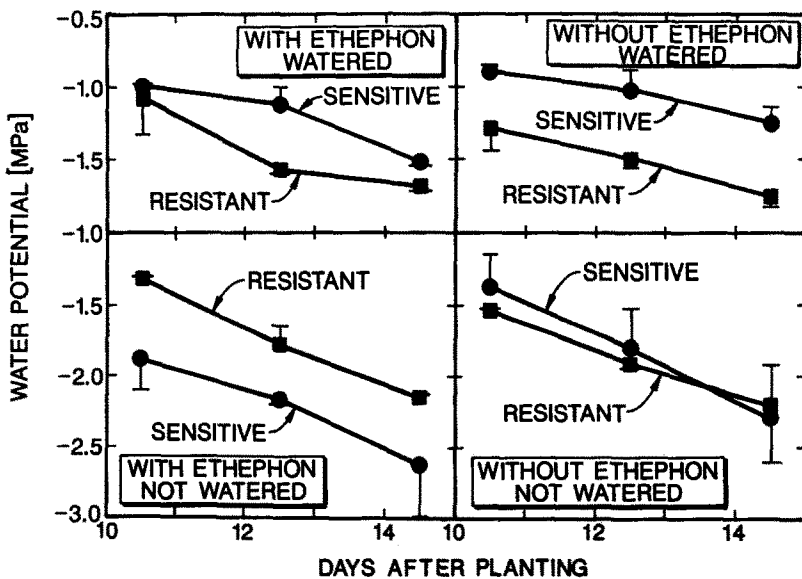 WATER POTENTIAL [MPa]
−0.5
−1.0
−1.5
−1.0
−1.5
−2.0
−2.5
−3.0
WITH ETHEPHON
WATERED
SENSITIVE
RESISTANT
WITHOUT ETHEPHON
WATERED
SENSITIVE
RESISTANT
RESISTANT
SENSITIVE
WITH ETHEPHON
NOT WATERED
SENSITIVE
RESISTANT
WITHOUT ETHEPHON
NOT WATERED
10 12 14 10 12 14
DAYS AFTER PLANTING